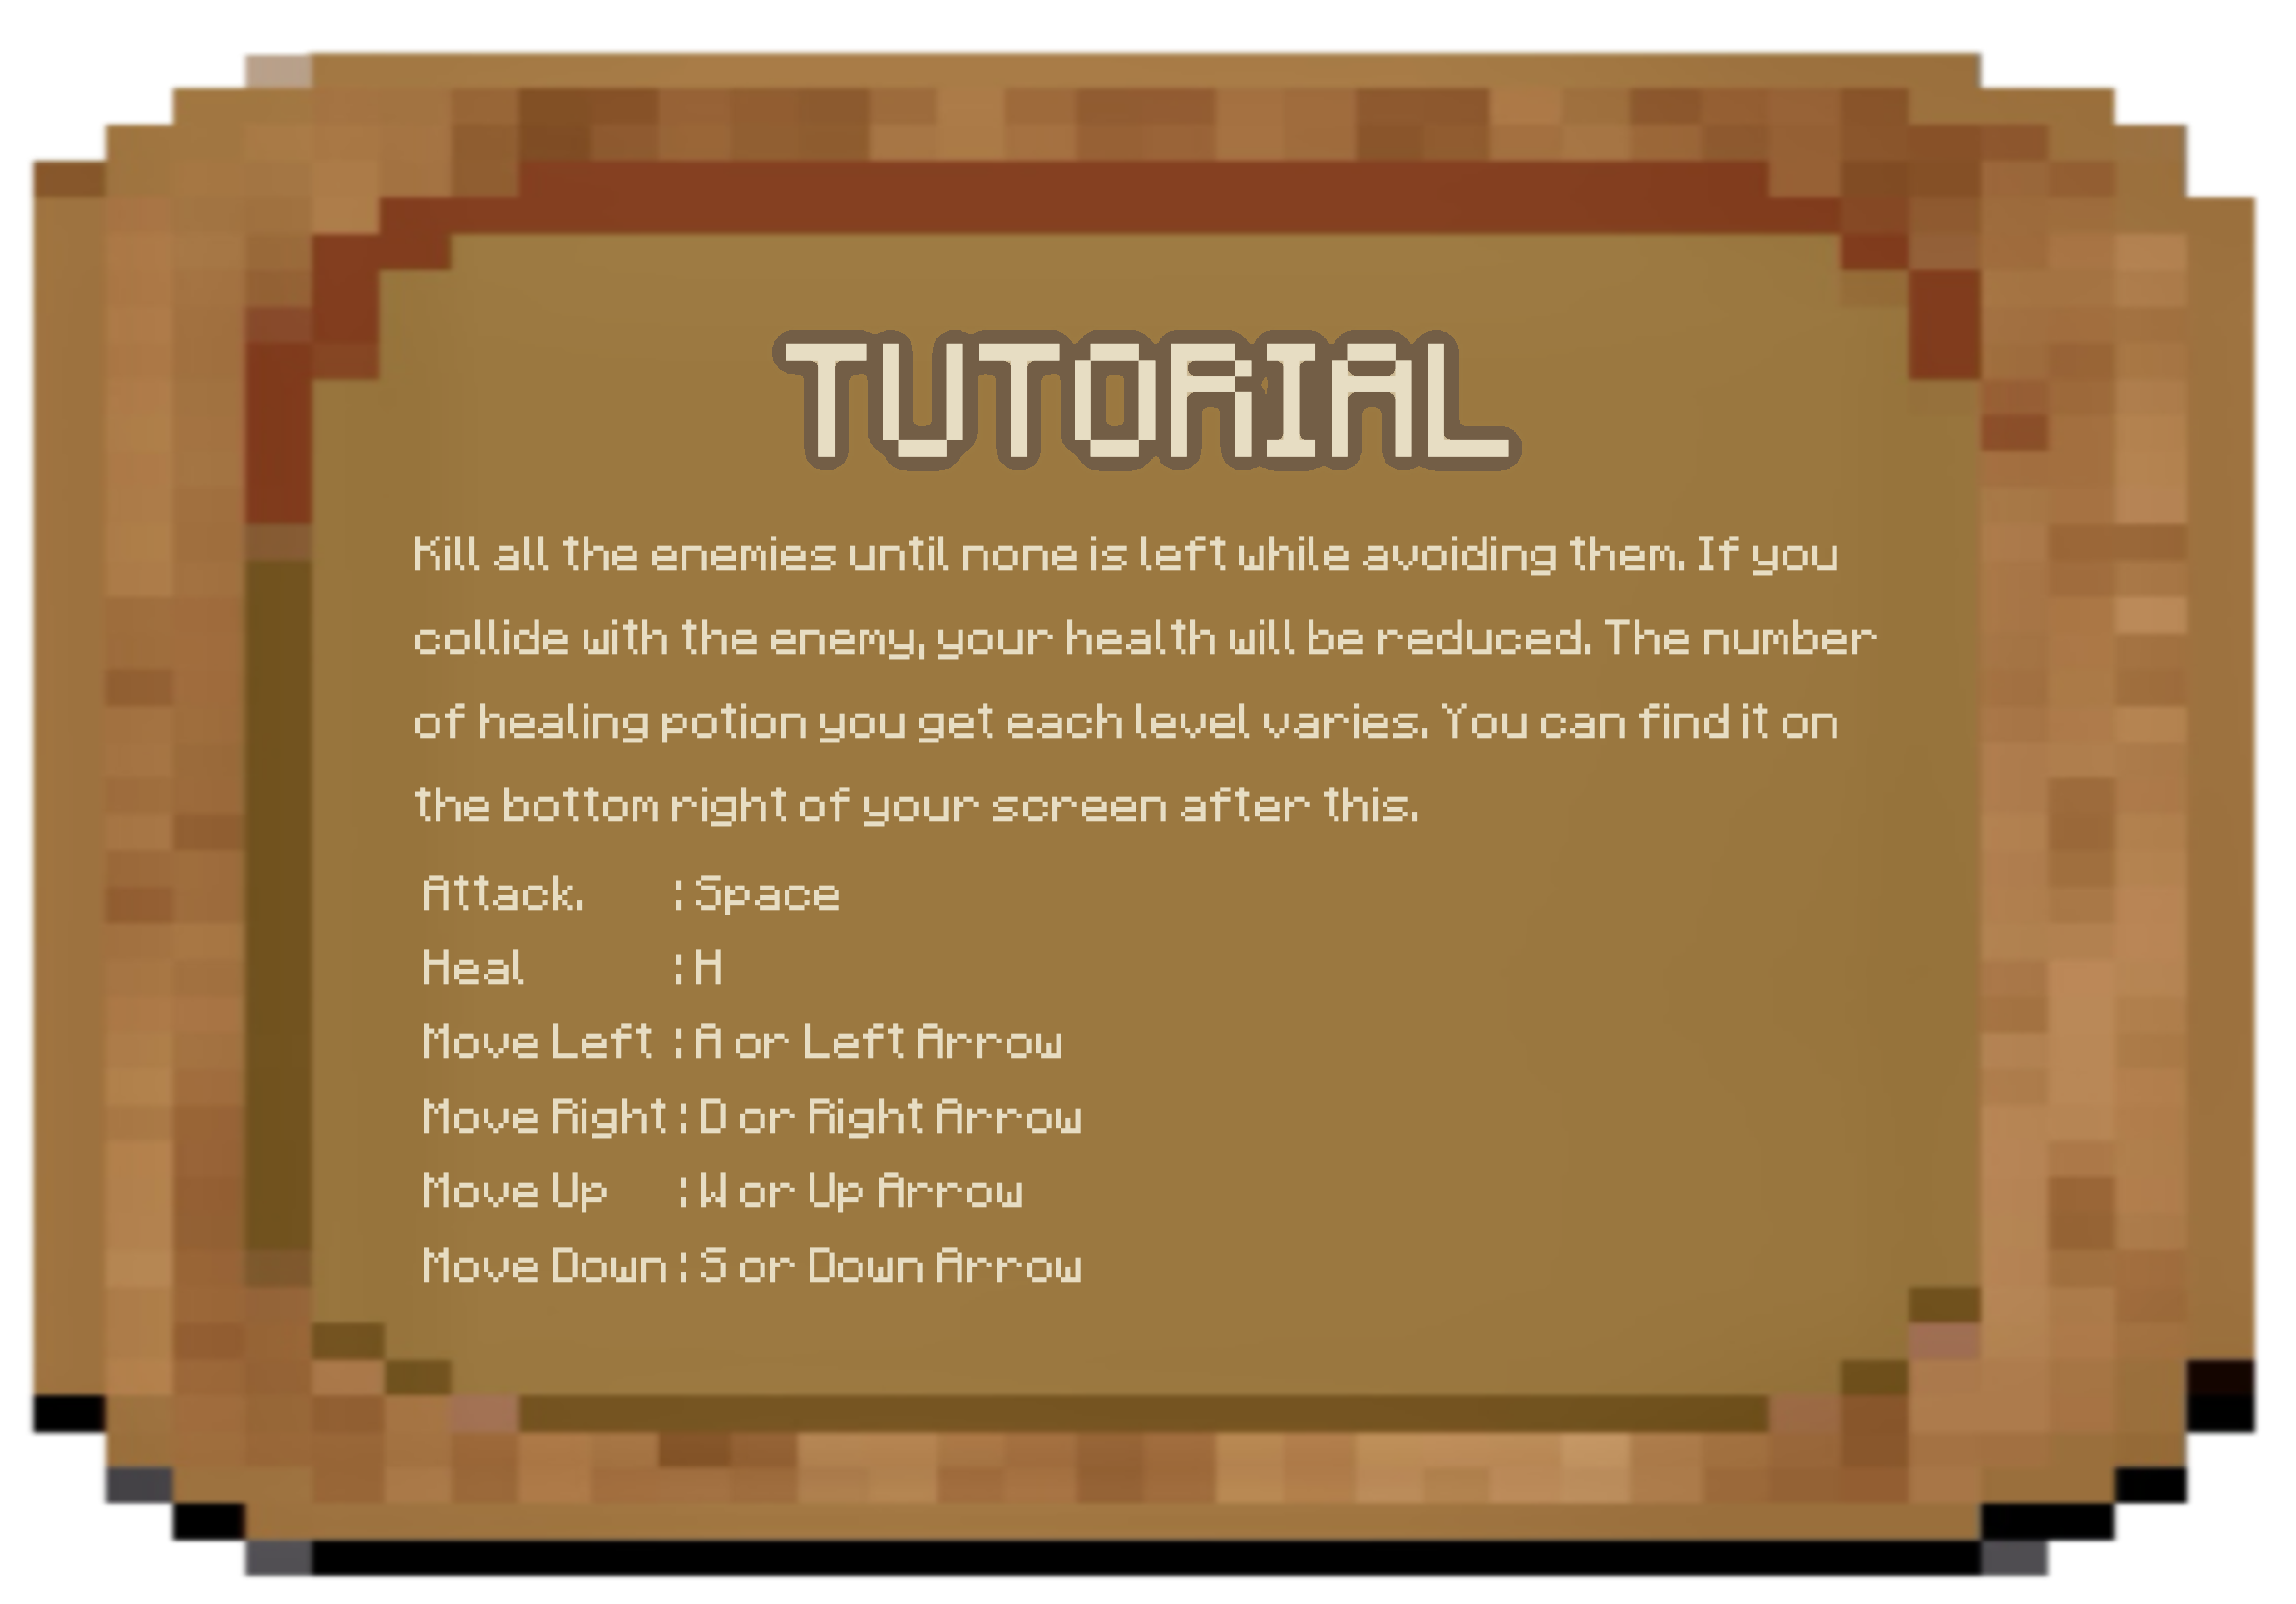 TUTORIAL
Kill all the enemies until none is left while avoiding them. If you
collide with the enemy, your health will be reduced. The number
of healing potion you get each level varies. You can find it on
the bottom right of your screen after this.
Attack. : Space
Heal : H
Move Left : A or Left Arrow
Move Right : D or Right Arrow
Move Up : W or Up Arrow
Move Down : S or Down Arrow